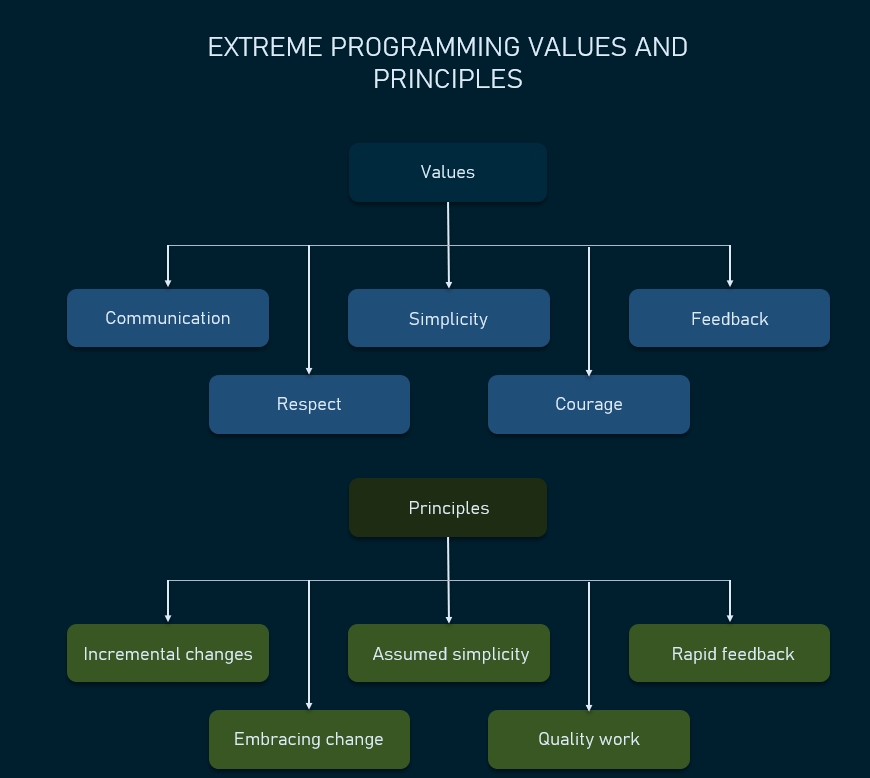 EXTREME PROGRAMMING VALUES AND
PRINCIPLES
Values
Communication
Simplicity
Feedback
Respect
Courage
Principles
Incremental changes
Assumed simplicity
Rapid feedback
Embracing change
Quality work